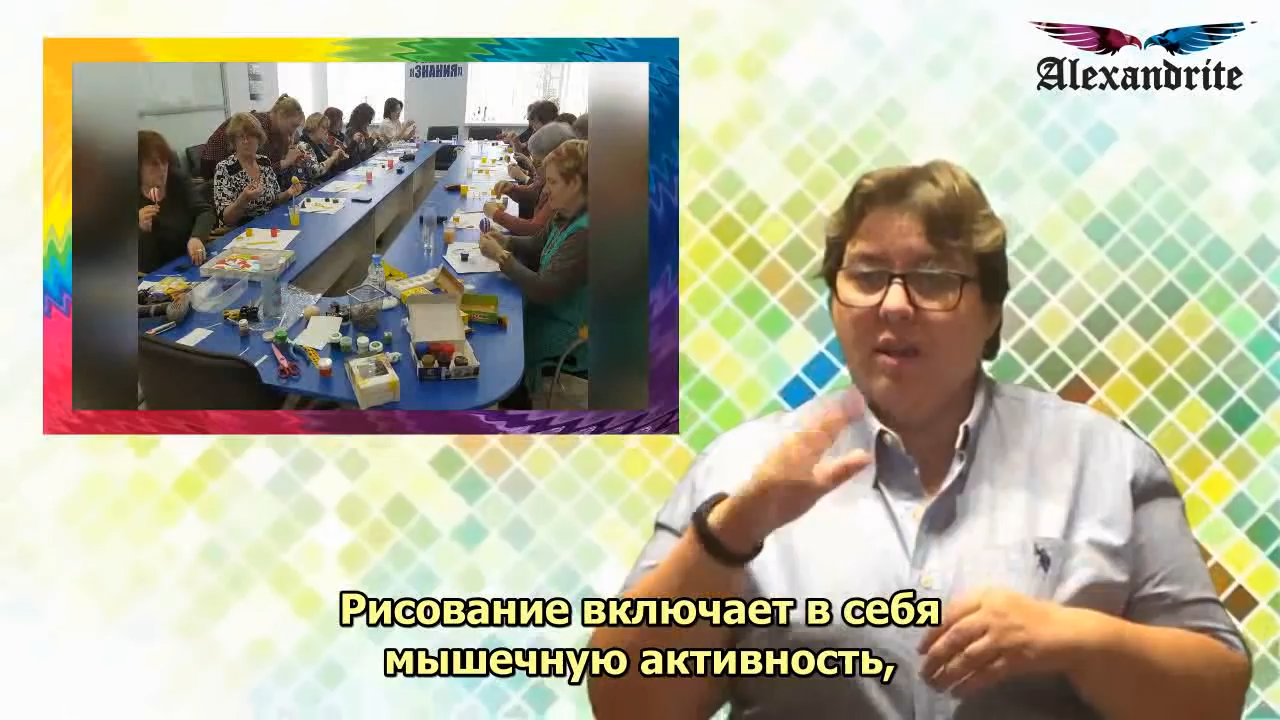 Alexandrite
"ЗНАНИЯ"
Рисование включает в себя
мышечную активность,